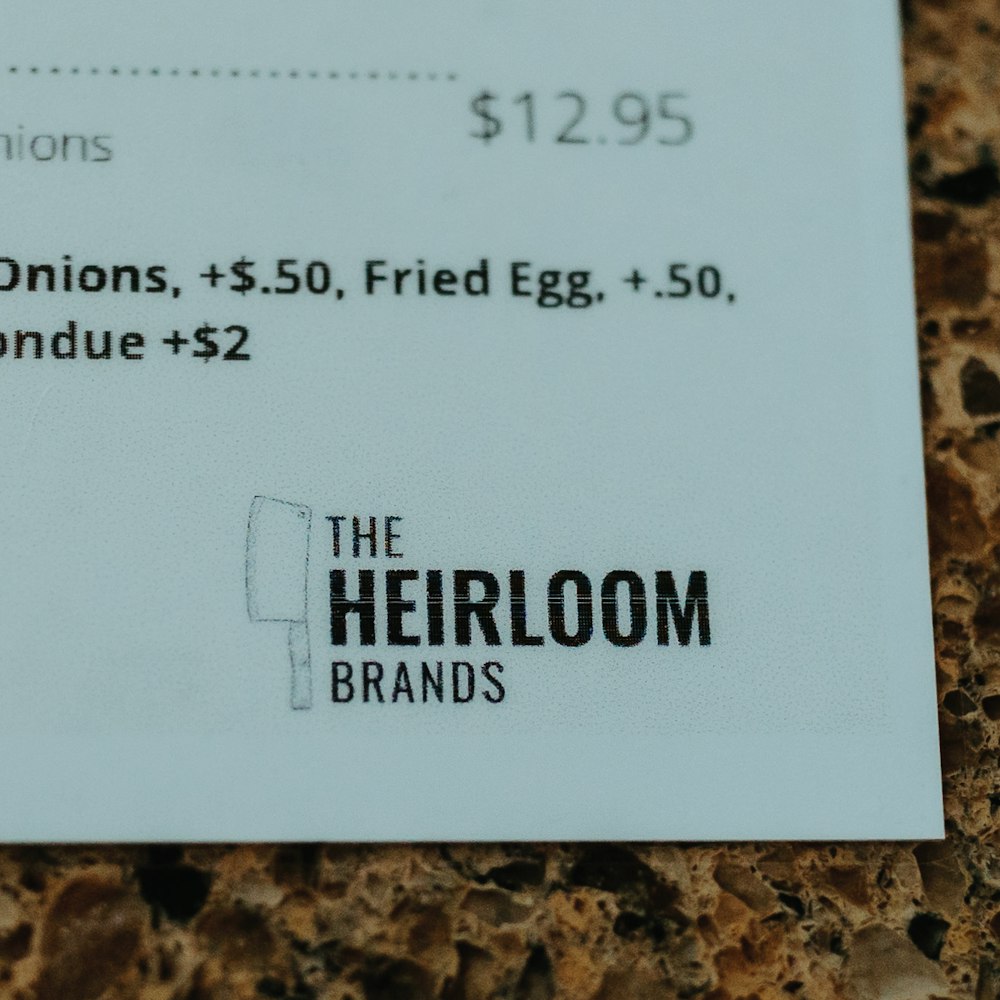 $12.95
nions
Onions, +$.50, Fried Egg, +.50,
ondue +$2
THE
HEIRLOOM
BRANDS